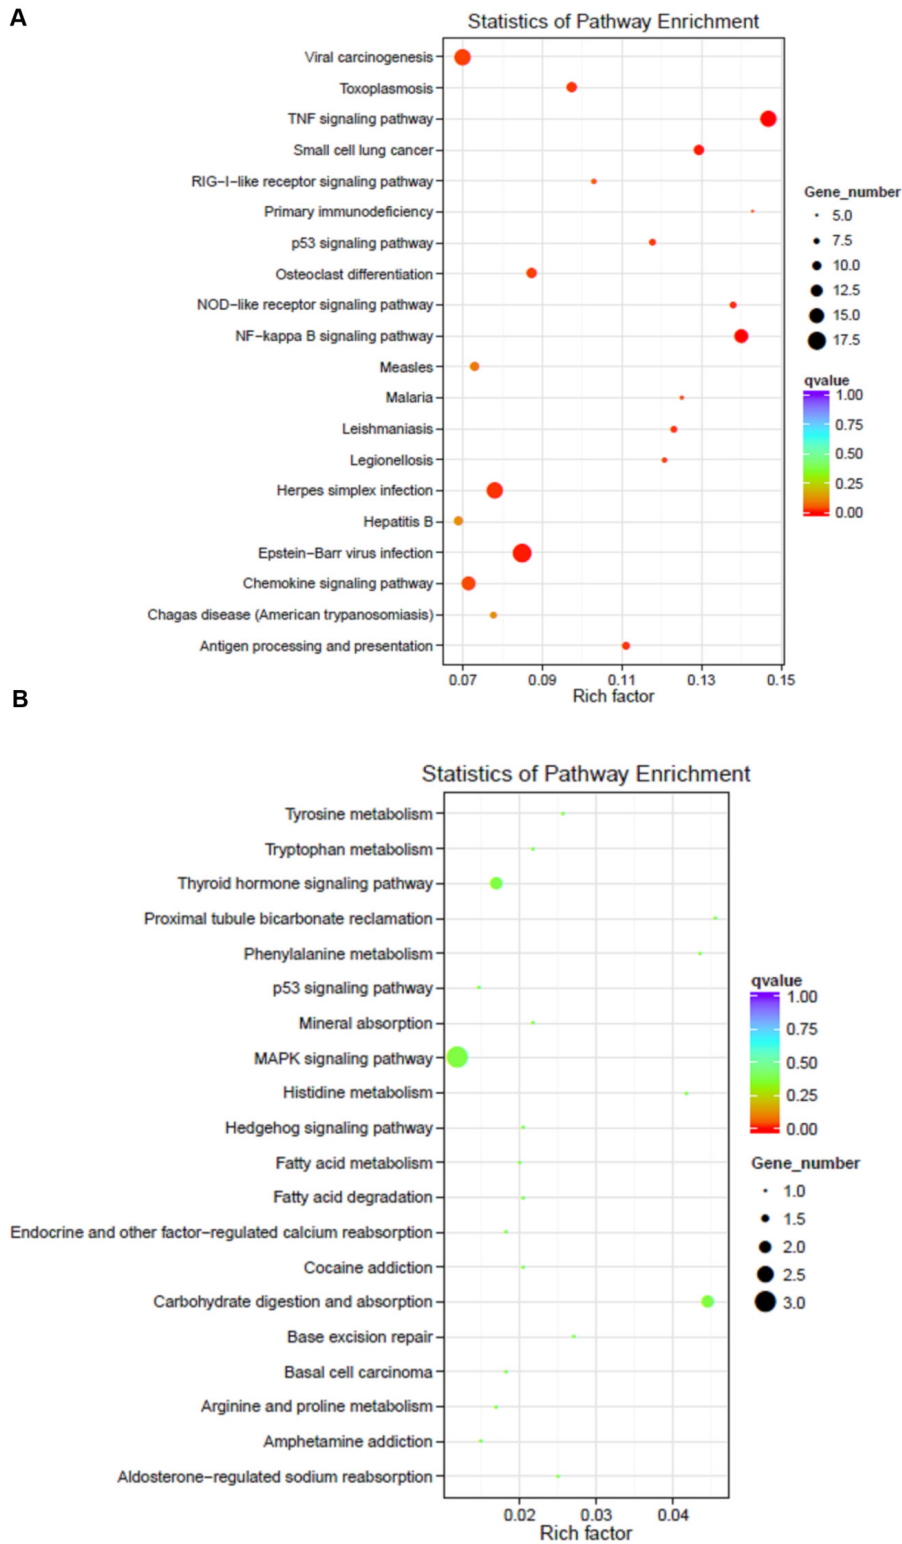 A
Statistics of Pathway Enrichment
Viral carcinogenesis
Toxoplasmosis
TNF signaling pathway
Small cell lung cancer
RIG−I−like receptor signaling pathway
Primary immunodeficiency
p53 signaling pathway
Osteoclast differentiation
NOD−like receptor signaling pathway
NF−kappa B signaling pathway
Measles
Malaria
Leishmaniasis
Legionellosis
Herpes simplex infection
Hepatitis B
Epstein−Barr virus infection
Chemokine signaling pathway
Chagas disease (American trypanosomiasis)
Antigen processing and presentation
0.07 0.09 0.11 0.13 0.15
Rich factor
Gene_number
5.0
7.5
10.0
12.5
15.0
17.5
qvalue
1.00
0.75
0.50
0.25
0.00
B
Statistics of Pathway Enrichment
Tyrosine metabolism
Tryptophan metabolism
Thyroid hormone signaling pathway
Proximal tubule bicarbonate reclamation
Phenylalanine metabolism
p53 signaling pathway
Mineral absorption
MAPK signaling pathway
Histidine metabolism
Hedgehog signaling pathway
Fatty acid metabolism
Fatty acid degradation
Endocrine and other factor−regulated calcium reabsorption
Cocaine addiction
Carbohydrate digestion and absorption
Base excision repair
Basal cell carcinoma
Arginine and proline metabolism
Amphetamine addiction
Aldosterone−regulated sodium reabsorption
0.02 0.03 0.04
Rich factor
qvalue
1.00
0.75
0.50
0.25
0.00
Gene_number
1.0
1.5
2.0
2.5
3.0